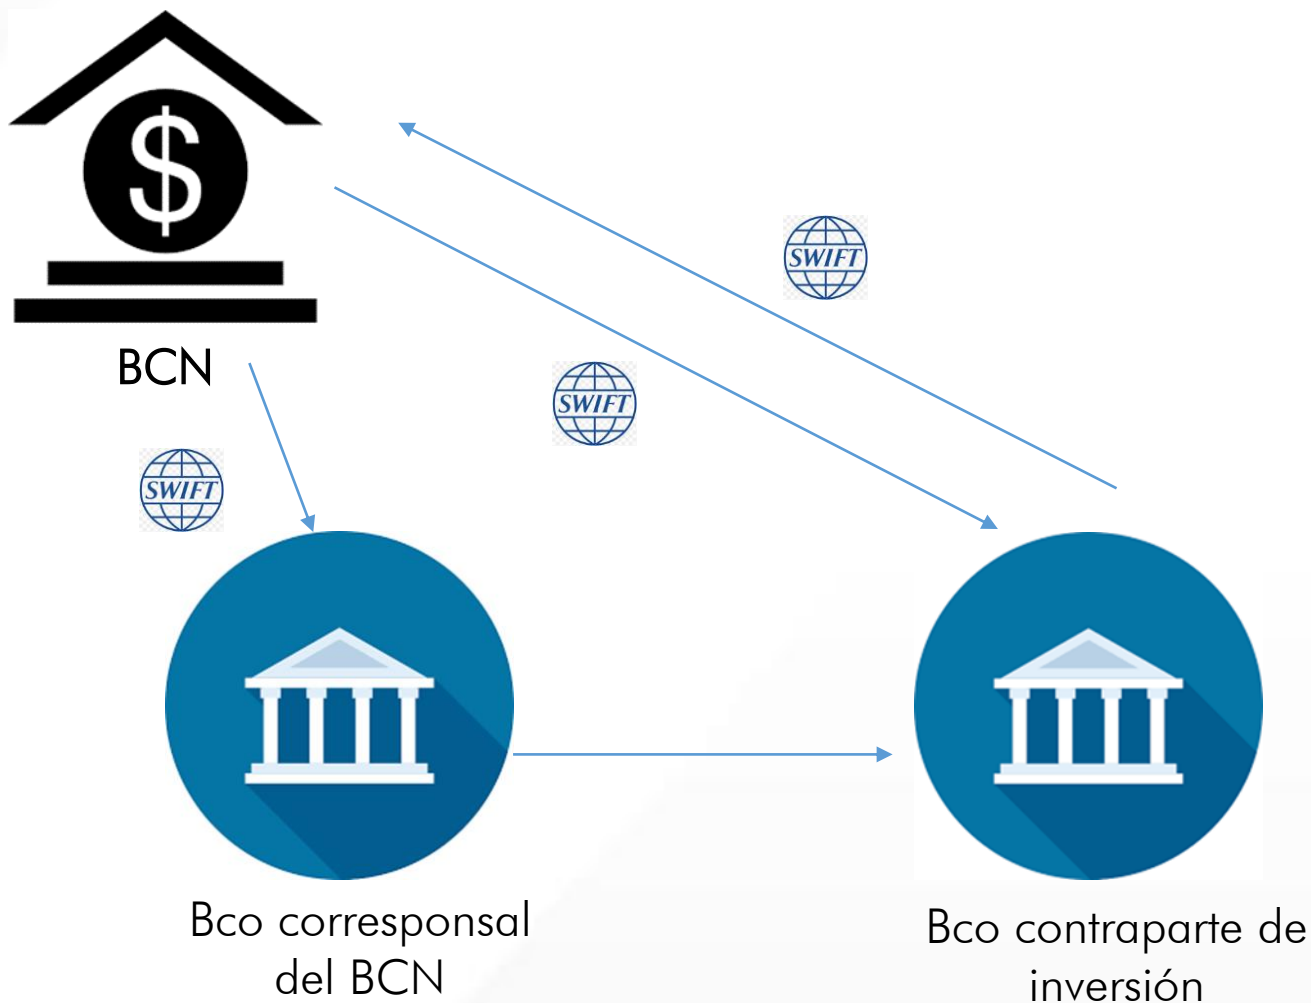 $
SWIFT
BCN
SWIFT
SWIFT
Bco corresponsal
del BCN
Bco contraparte de
inversión